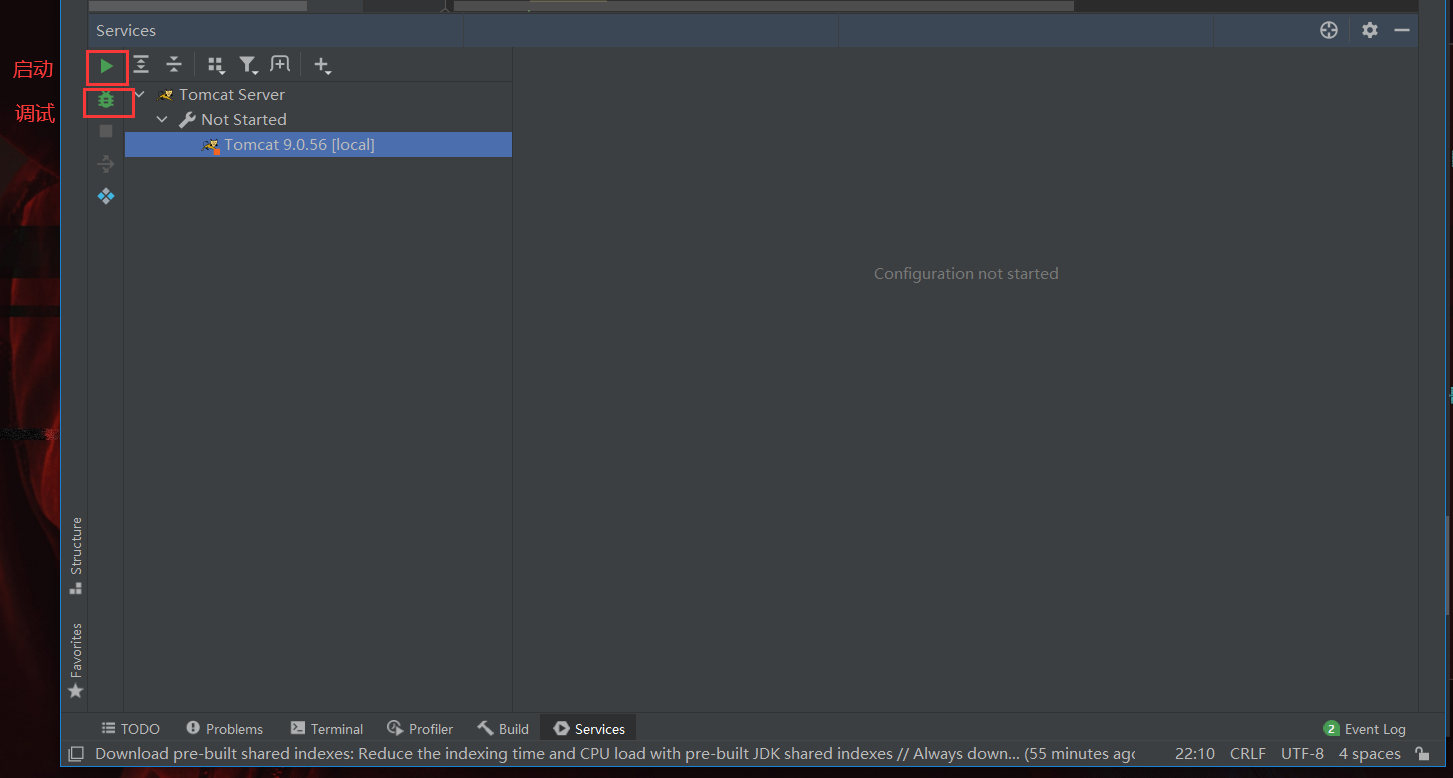 Services
启动
调试
Tomcat Server
Not Started
Tomcat 9.0.56 [local]
Configuration not started
Structure
Favorites
TODO Problems Terminal Profiler Build Services 2 Event Log
Download pre-built shared indexes: Reduce the indexing time and CPU load with pre-built JDK shared indexes // Always down... (55 minutes agc 22:10 CRLF UTF-8 4 spaces